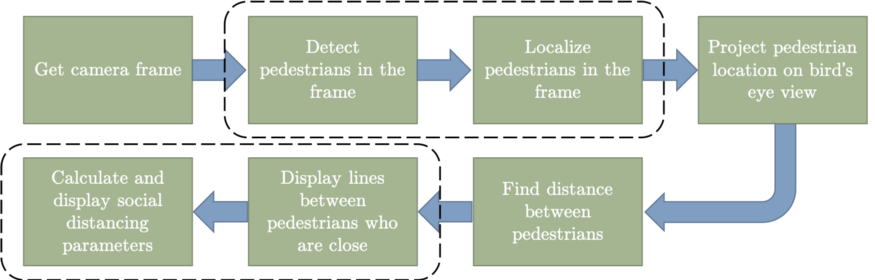 Get camera frame
Detect
pedestrians in the
frame
Localize
pedestrians in the
frame
Project pedestrian
location on bird's
eye view
Find distance
between
pedestrians
Display lines
between
pedestrians who
are close
Calculate and
display social
distancing
parameters